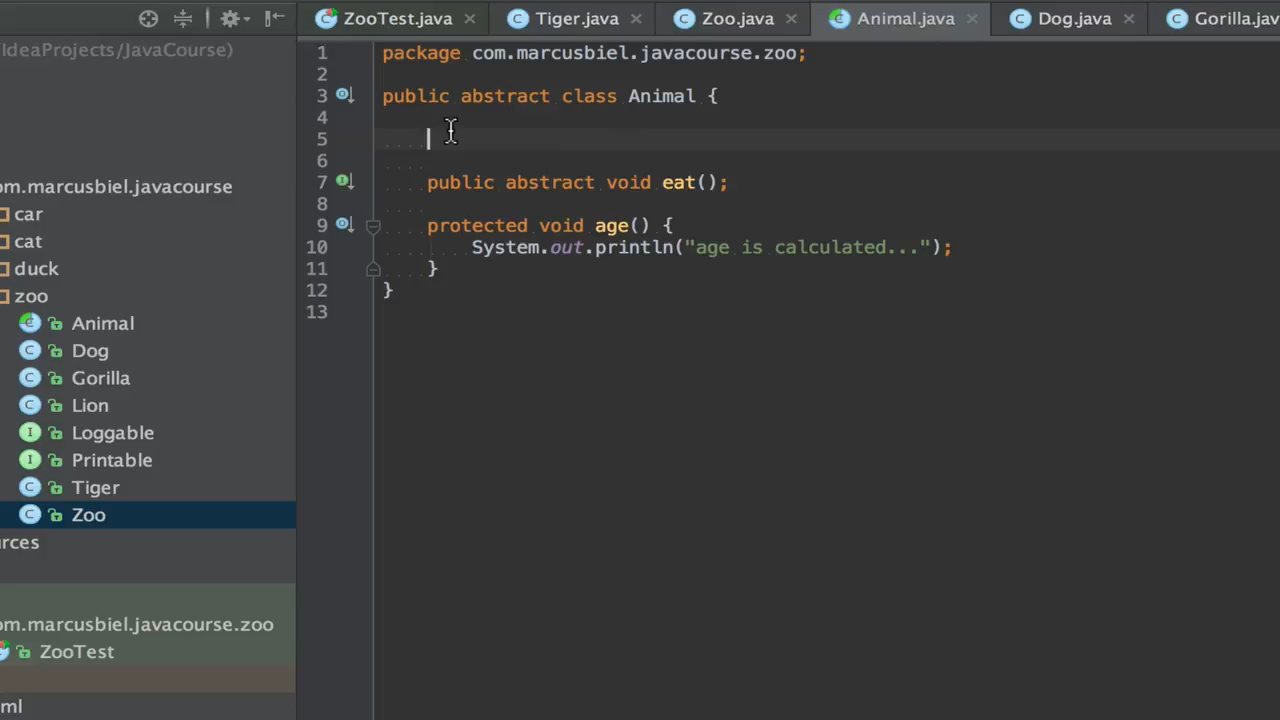 ZooTest.java Tiger.java Zoo.java Animal.java Dog.java Gorilla.jav
IdeaProjects/JavaCourse)
om.marcusbiel.javacourse
car
cat
duck
zoo
Animal
Dog
Gorilla
Lion
Loggable
Printable
Tiger
Zoo
urces
om.marcusbiel.javacourse.zoo
ZooTest
ml
1 package com.marcusbiel.javacourse.zoo;
2
3 public abstract class Animal {
4
5
6
7 public abstract void eat();
8
9 protected void age() {
10 System.out.println("age is calculated...");
11 }
12 }
13